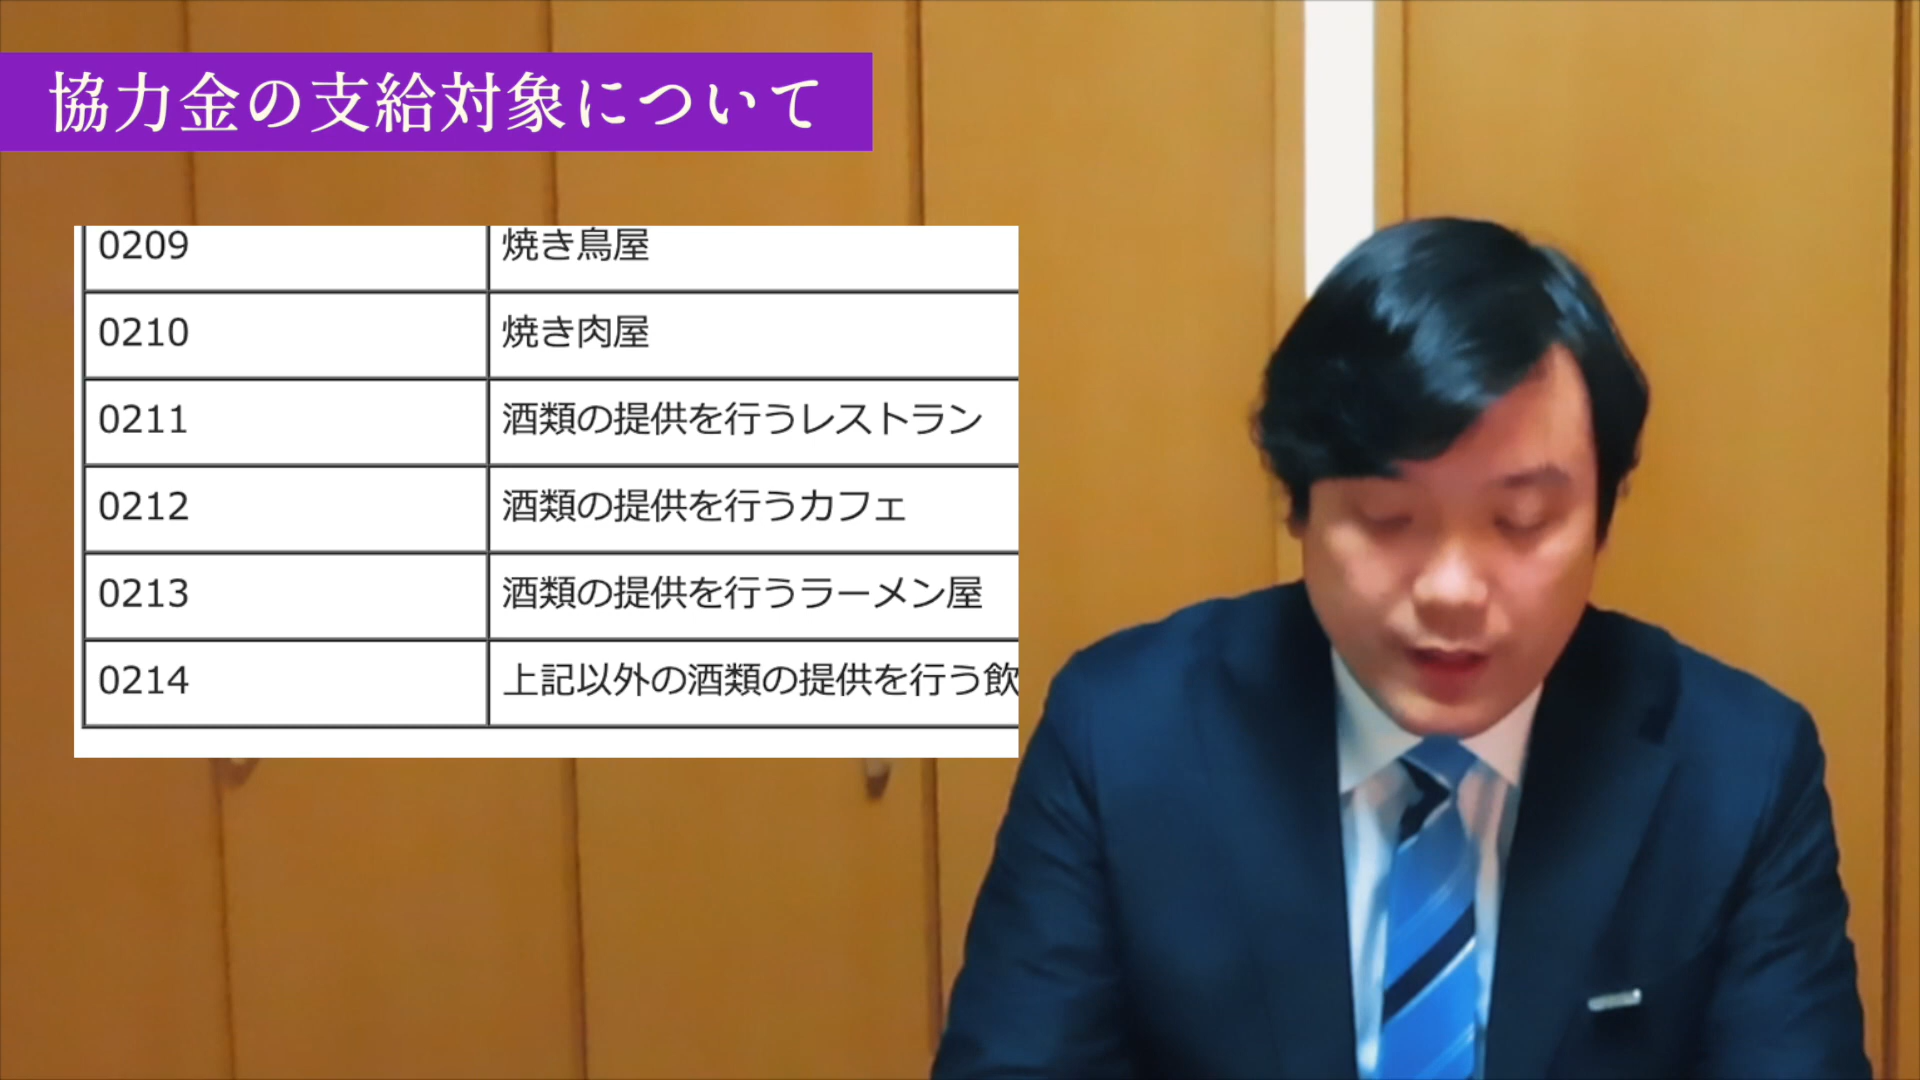 協力金の支給対象について
0209 焼き鳥屋
0210 焼き肉屋
0211 酒類の提供を行うレストラン
0212 酒類の提供を行うカフェ
0213 酒類の提供を行うラーメン屋
0214 上記以外の酒類の提供を行う飲